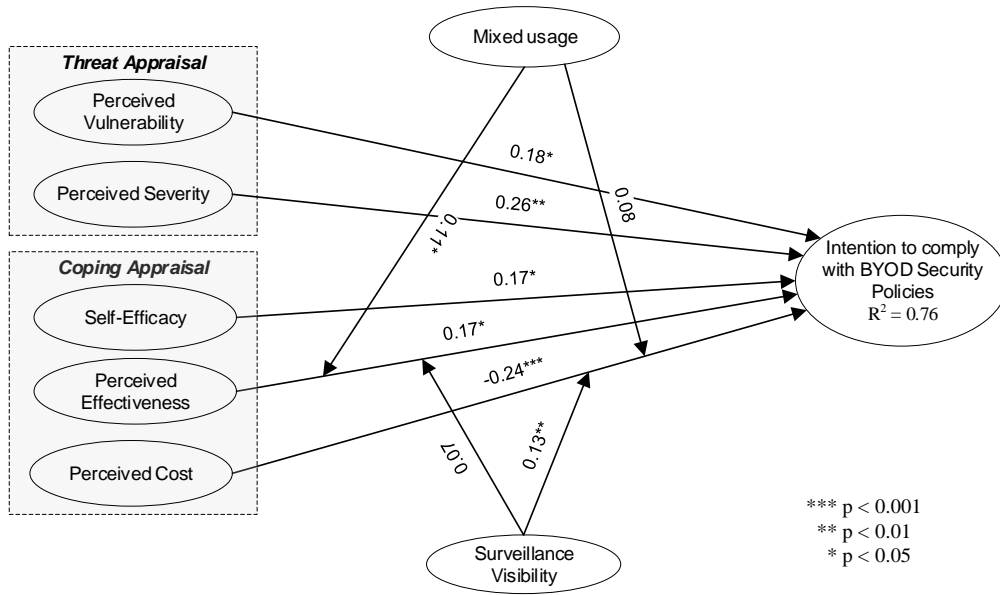 Mixed usage
Threat Appraisal
Perceived
Vulnerability
Perceived Severity
Coping Appraisal
Self-Efficacy
Perceived
Effectiveness
Perceived Cost
0.18*
0.26**
0.11*
0.08
0.17*
0.17*
-0.24***
0.07
0.13**
Intention to comply
with BYOD Security
Policies
R² = 0.76
Surveillance
Visibility
*** p < 0.001
** p < 0.01
* p < 0.05